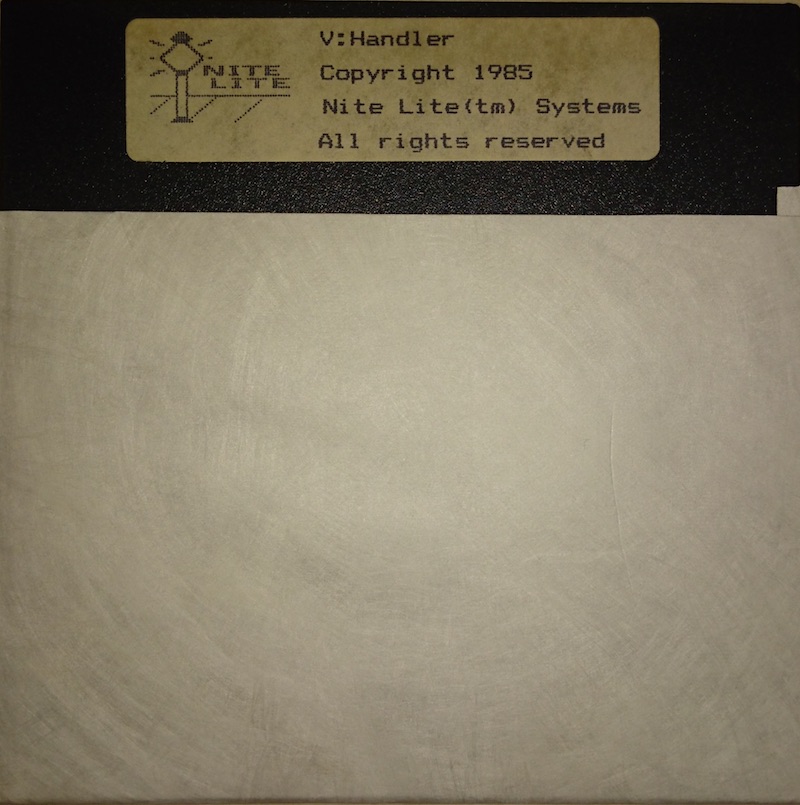 NITE
LITE
V:Handler
Copyright 1985
Nite Lite(tm) Systems
All rights reserved